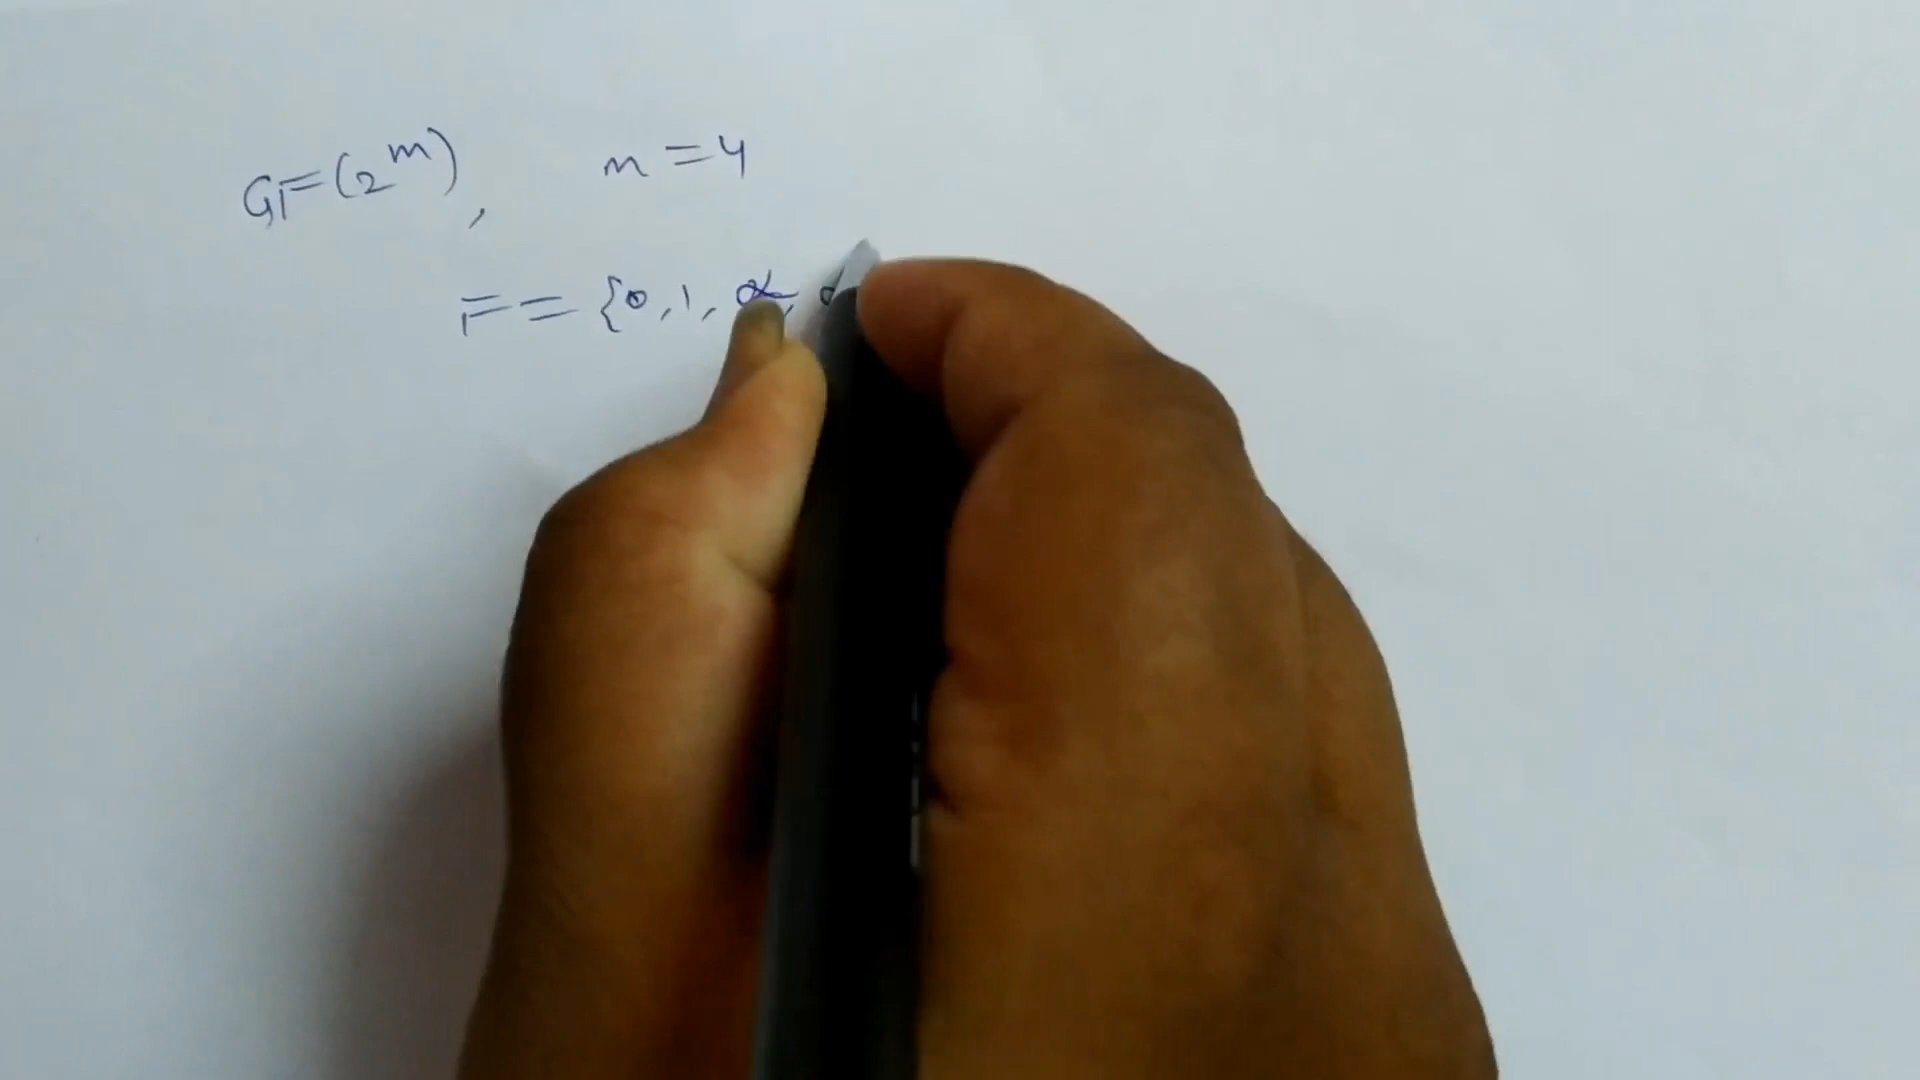 GF(2^m), m = 4
F = {0, 1, α, α